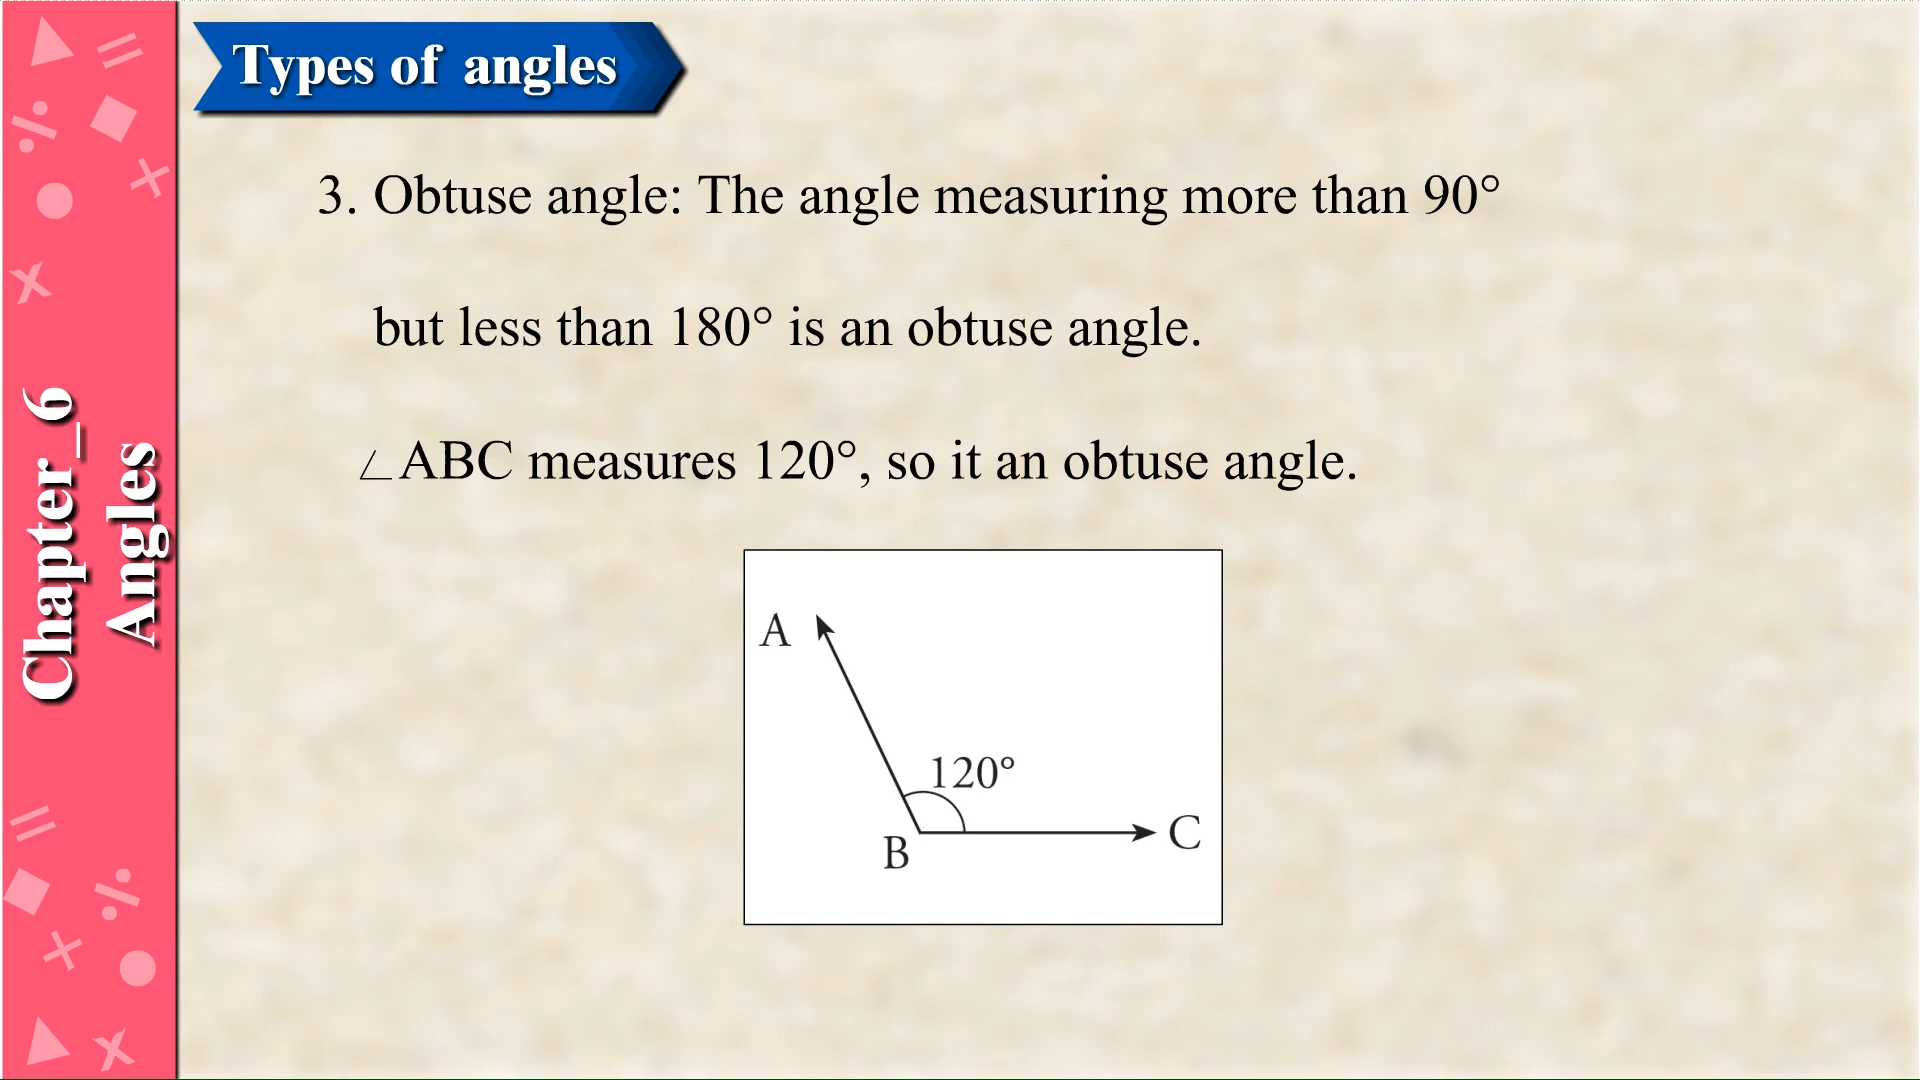 Types of angles
3. Obtuse angle: The angle measuring more than 90°
but less than 180° is an obtuse angle.
∠ABC measures 120°, so it an obtuse angle.
A
120°
B
C
Chapter_6
Angles